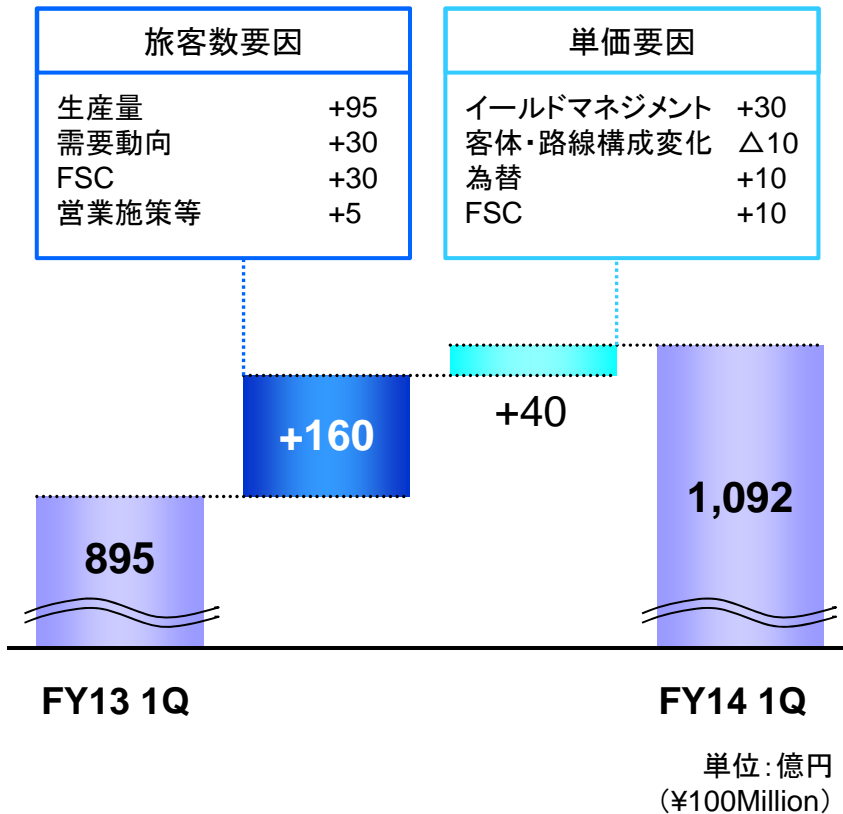 旅客数要因
生産量 +95
需要動向 +30
FSC +30
営業施策等 +5
単価要因
イールドマネジメント +30
客体・路線構成変化 △10
為替 +10
FSC +10
+160
+40
895
1,092
FY13 1Q
FY14 1Q
単位:億円
(¥100Million)